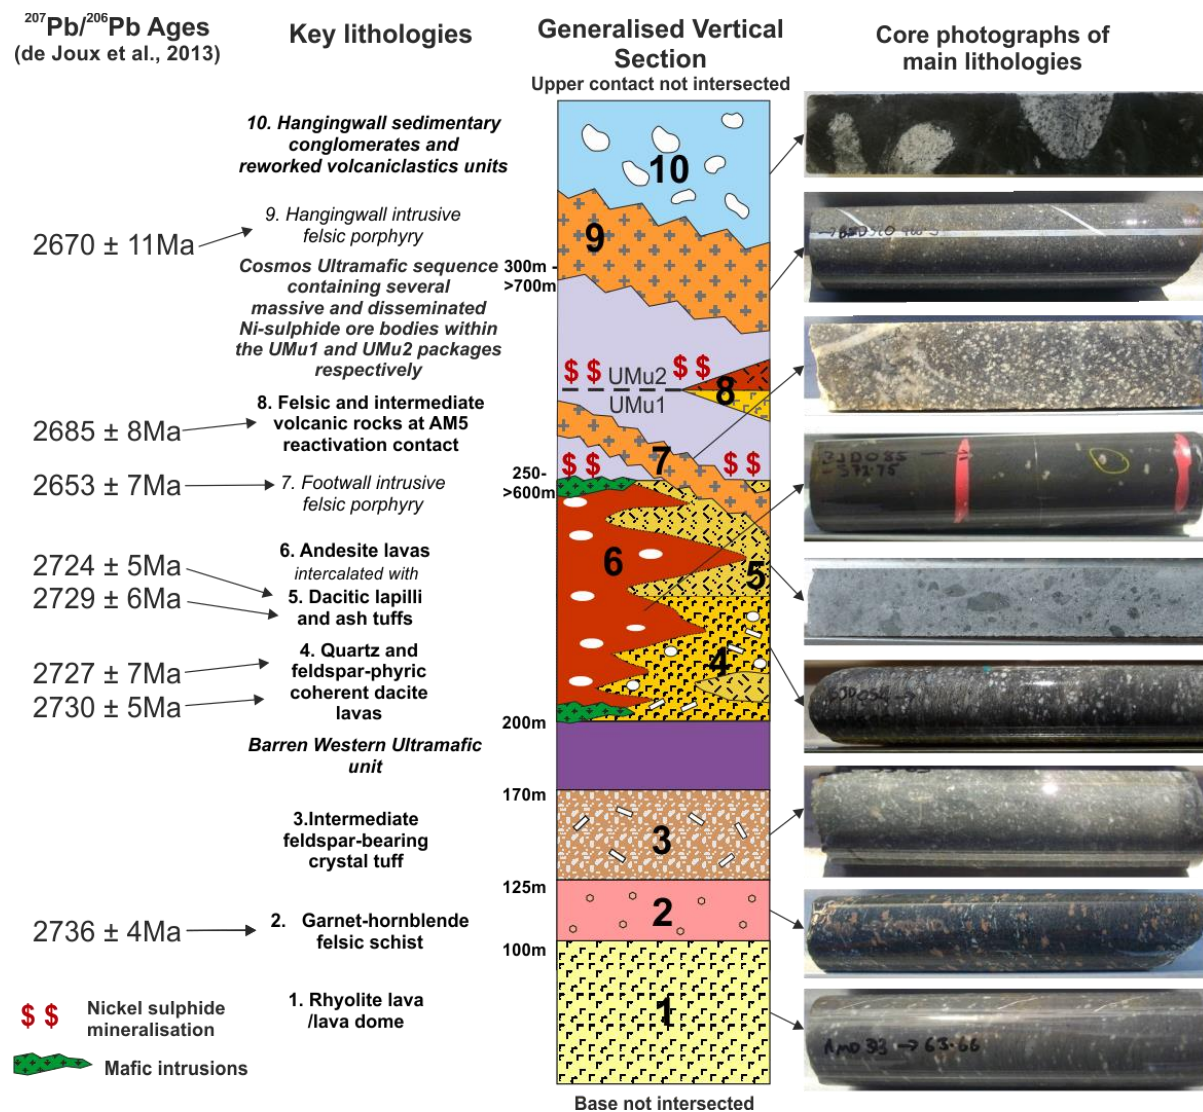 ²⁰⁷Pb/²⁰⁶Pb Ages
(de Joux et al., 2013)
Key lithologies
Generalised Vertical
Section
Upper contact not intersected
Core photographs of
main lithologies
10. Hangingwall sedimentary
conglomerates and
reworked volcaniclastics units
10
9. Hangingwall intrusive
felsic porphyry
2670 ± 11Ma
9
Cosmos Ultramafic sequence
containing several
massive and disseminated
Ni-sulphide ore bodies within
the UMu1 and UMu2 packages
respectively
300m -
>700m
$ $ UMu2 $ $
UMu1
8
8. Felsic and intermediate
volcanic rocks at AM5
reactivation contact
2685 ± 8Ma
7
$ $
$ $
2653 ± 7Ma
7. Footwall intrusive
felsic porphyry
250-
>600m
6. Andesite lavas
intercalated with
5. Dacitic lapilli
and ash tuffs
2724 ± 5Ma
2729 ± 6Ma
6
5
4. Quartz and
feldspar-phyric
coherent dacite
lavas
2727 ± 7Ma
2730 ± 5Ma
4
200m
Barren Western Ultramafic
unit
170m
3.Intermediate
feldspar-bearing
crystal tuff
3
125m
2. Garnet-hornblende
felsic schist
2736 ± 4Ma
2
100m
1. Rhyolite lava
/lava dome
1
$ $ Nickel sulphide
mineralisation
Mafic intrusions
Base not intersected
→ 63.66